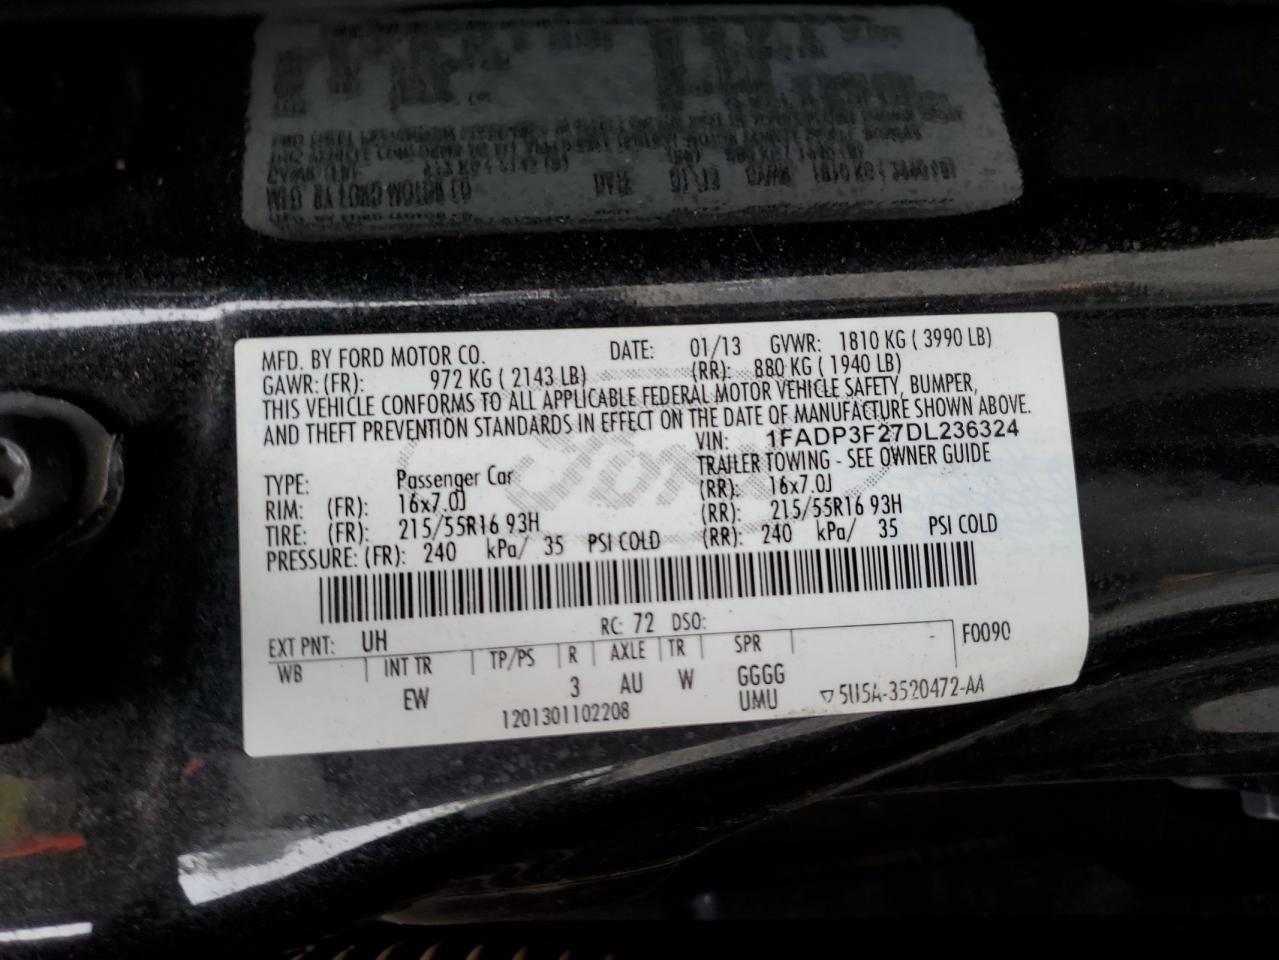 MFD. BY FORD MOTOR CO. DATE: 01/13 GVWR: 1810 KG ( 3990 LB)
GAWR: (FR): 972 KG ( 2143 LB) (RR): 880 KG ( 1940 LB)
THIS VEHICLE CONFORMS TO ALL APPLICABLE FEDERAL MOTOR VEHICLE SAFETY, BUMPER,
AND THEFT PREVENTION STANDARDS IN EFFECT ON THE DATE OF MANUFACTURE SHOWN ABOVE.
VIN: 1FADP3F27DL236324
TYPE: Passenger Car TRAILER TOWING - SEE OWNER GUIDE
RIM: (FR): 16x7.0J (RR): 16x7.0J
TIRE: (FR): 215/55R16 93H (RR): 215/55R16 93H
PRESSURE: (FR): 240 kPa/ 35 PSI COLD (RR): 240 kPa/ 35 PSI COLD
EXT PNT: UH RC: 72 DSO:
WB INT TR TP/PS R AXLE TR SPR F0090
EW 3 AU W GGGG
1201301102208 UMU ▽5U5A-3520472-AA